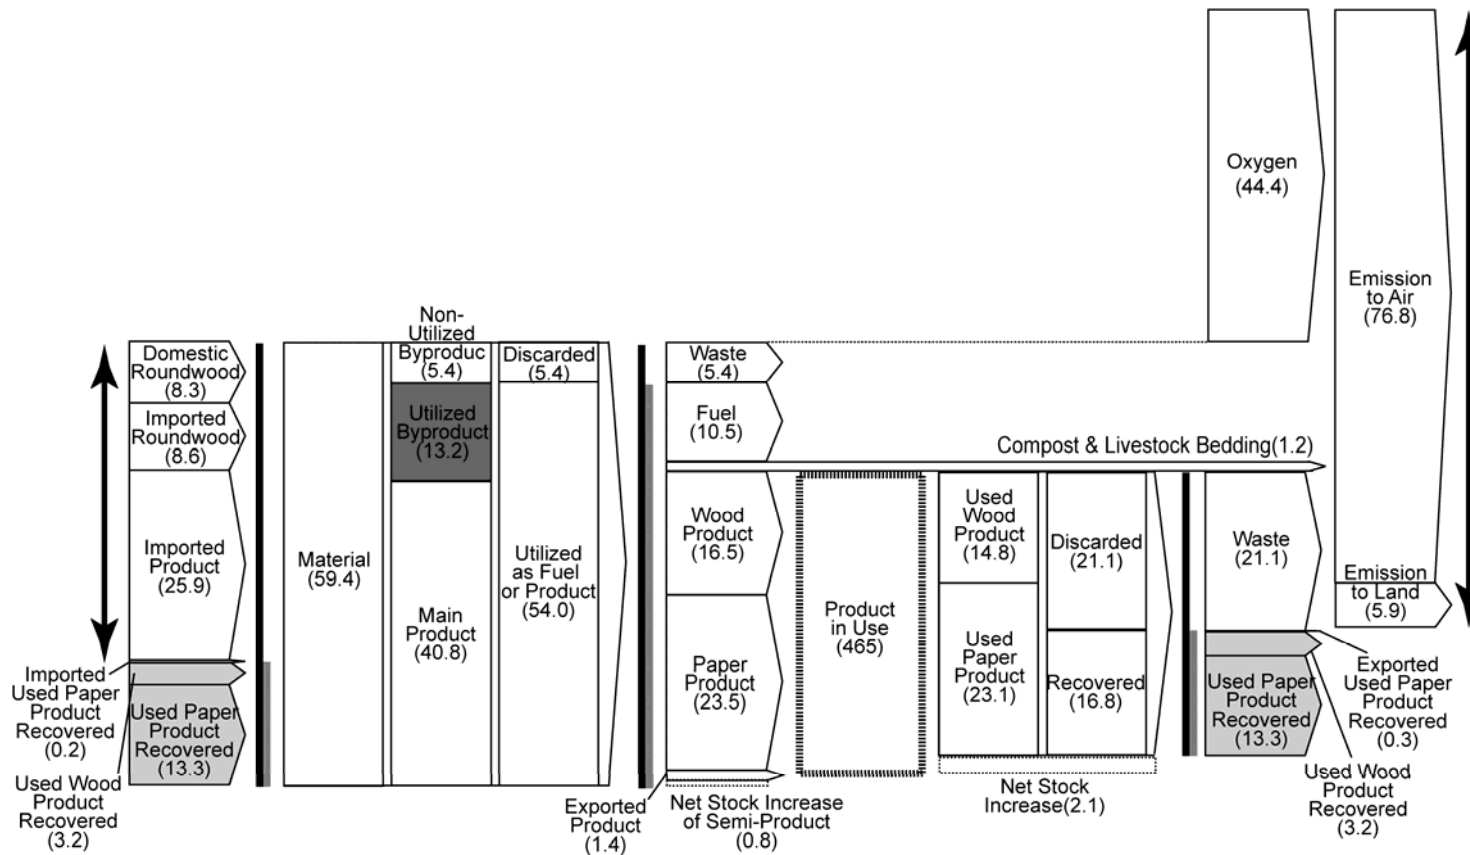 Oxygen
(44.4)
Emission
to Air
(76.8)
Domestic
Roundwood
(8.3)
Imported
Roundwood
(8.6)
Imported
Product
(25.9)
Imported
Used Paper
Product
Recovered
(0.2)
Used Paper
Product
Recovered
(13.3)
Used Wood
Product
Recovered
(3.2)
Material
(59.4)
Non-
Utilized
Byproduc
(5.4)
Utilized
Byproduct
(13.2)
Main
Product
(40.8)
Discarded
(5.4)
Utilized
as Fuel
or Product
(54.0)
Waste
(5.4)
Fuel
(10.5)
Compost & Livestock Bedding(1.2)
Wood
Product
(16.5)
Paper
Product
(23.5)
Exported
Product
(1.4)
Net Stock Increase
of Semi-Product
(0.8)
Product
in Use
(465)
Used
Wood
Product
(14.8)
Used
Paper
Product
(23.1)
Discarded
(21.1)
Recovered
(16.8)
Net Stock
Increase(2.1)
Waste
(21.1)
Used Paper
Product
Recovered
(13.3)
Emission
to Land
(5.9)
Exported
Used Paper
Product
Recovered
(0.3)
Used Wood
Product
Recovered
(3.2)